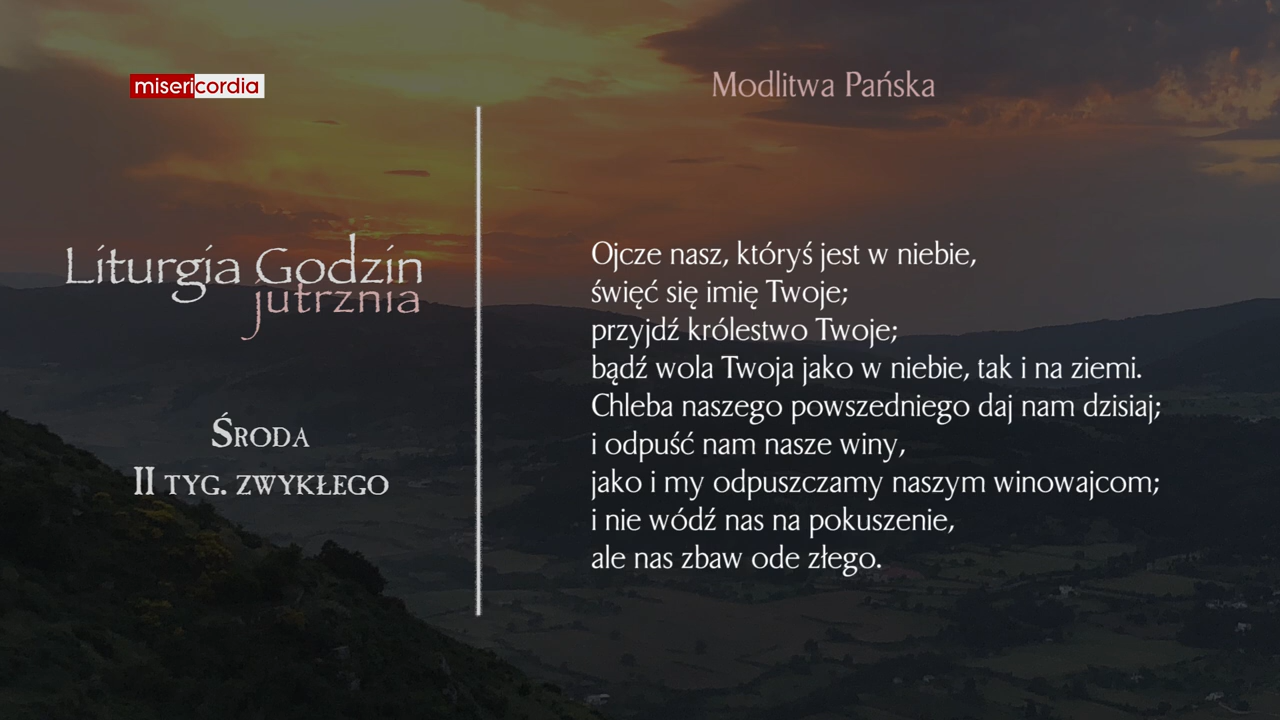 misericordia
Liturgia Godzin
jutrznia
Środa
II tyg. zwykłego
Modlitwa Pańska
Ojcze nasz, któryś jest w niebie,
święć się imię Twoje;
przyjdź królestwo Twoje;
bądź wola Twoja jako w niebie, tak i na ziemi.
Chleba naszego powszedniego daj nam dzisiaj;
i odpuść nam nasze winy,
jako i my odpuszczamy naszym winowajcom;
i nie wódź nas na pokuszenie,
ale nas zbaw ode złego.